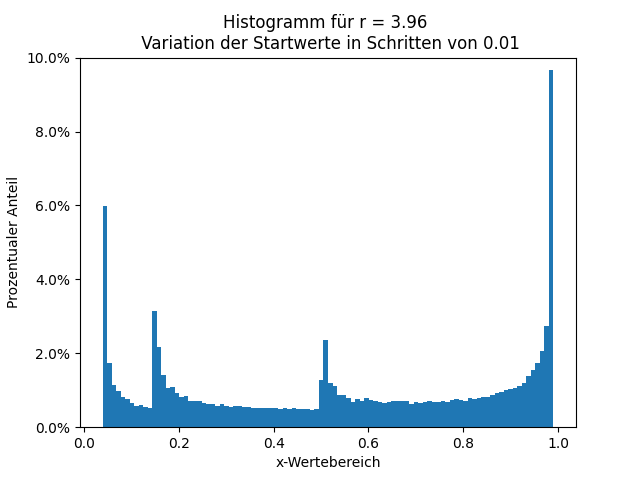 Histogramm für r = 3.96
Variation der Startwerte in Schritten von 0.01
10.0%
8.0%
6.0%
4.0%
2.0%
0.0%
Prozentualer Anteil
0.0 0.2 0.4 0.6 0.8 1.0
x-Wertebereich